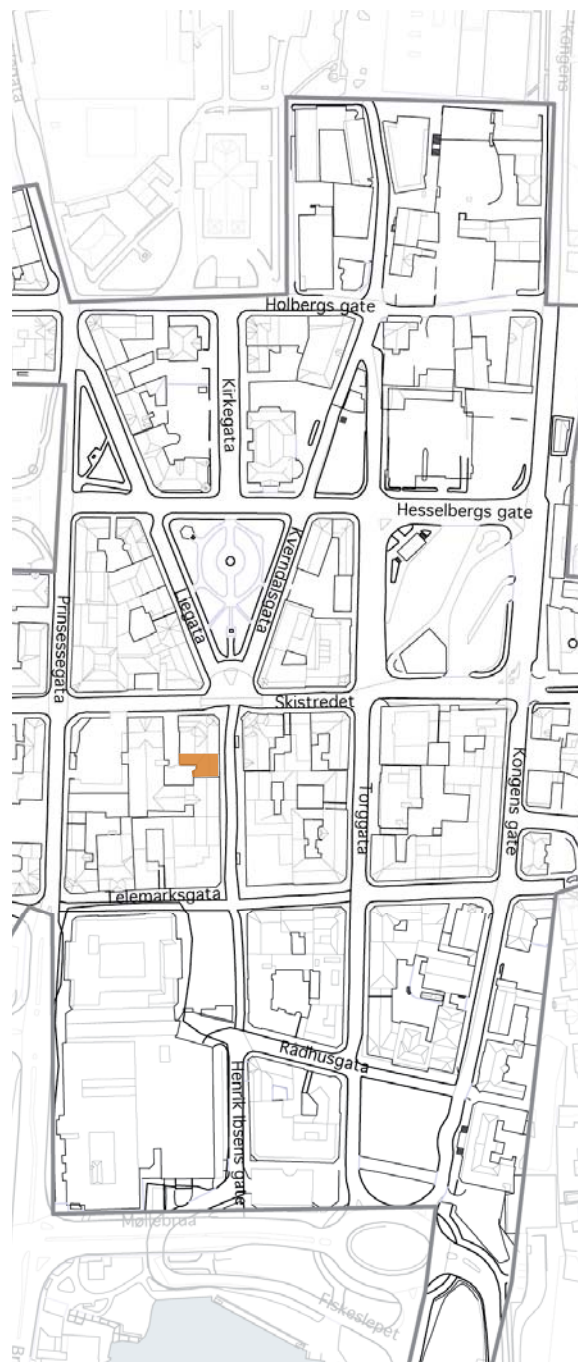 Kongens
Holbergs gate
Kirkegata
Hesselbergs gate
Kverndalsgata
Liegata
Prinsessegata
Skistredet
Torggata
Kongens gate
Telemarksgata
Rådhusgata
Henrik Ibsens gate
Møllebrua
Fiskeslepet